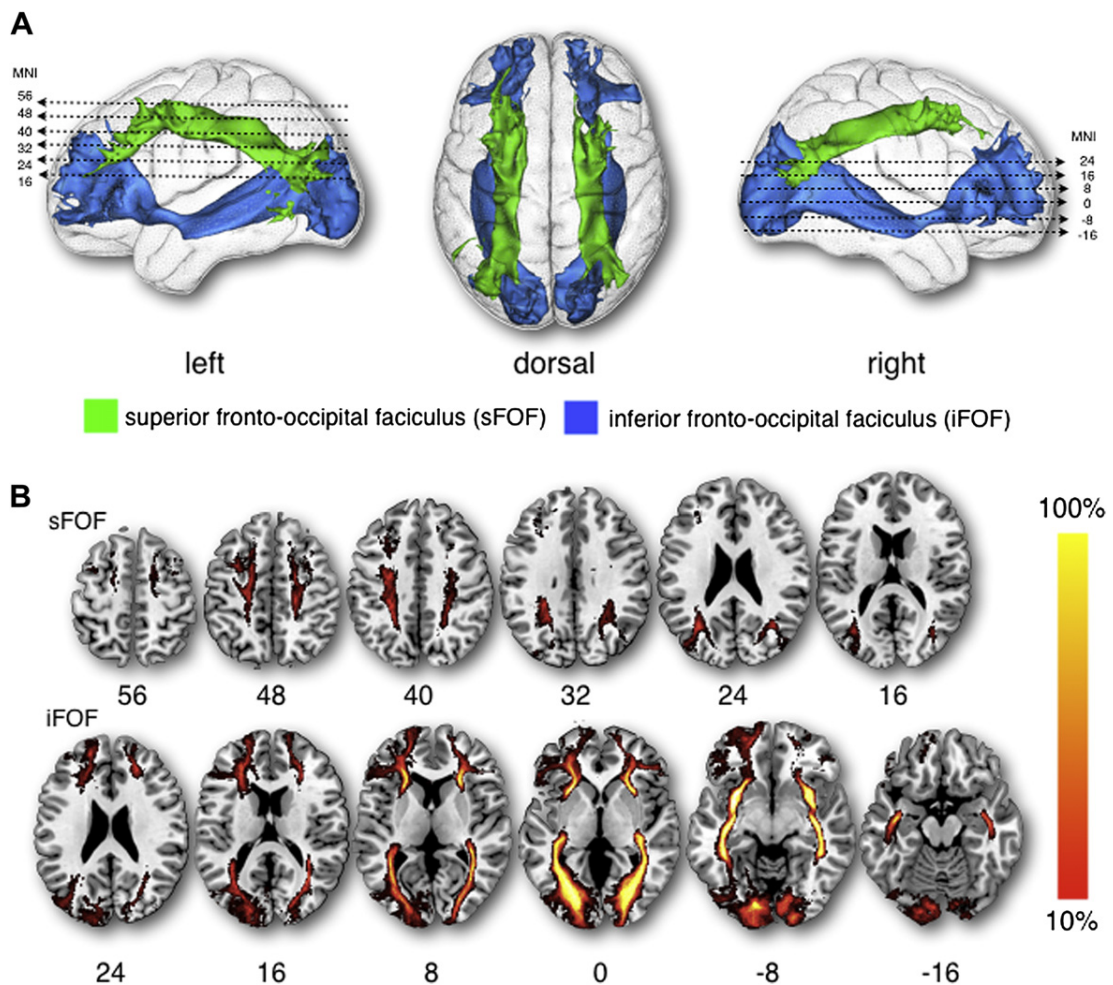 A
MNI
56
48
40
32
24
16
MNI
24
16
8
0
-8
-16
left dorsal right
superior fronto-occipital faciculus (sFOF) inferior fronto-occipital faciculus (iFOF)
B
sFOF
100%
56 48 40 32 24 16
iFOF
10%
24 16 8 0 -8 -16